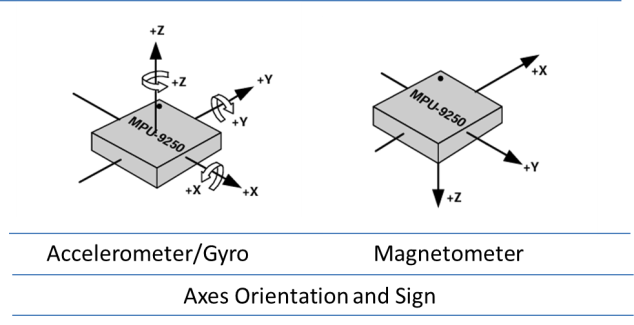 +Z
+Z
+Y
+Y
MPU-9250
+X
+X
+X
MPU-9250
+Y
+Z
Accelerometer/Gyro
Magnetometer
Axes Orientation and Sign